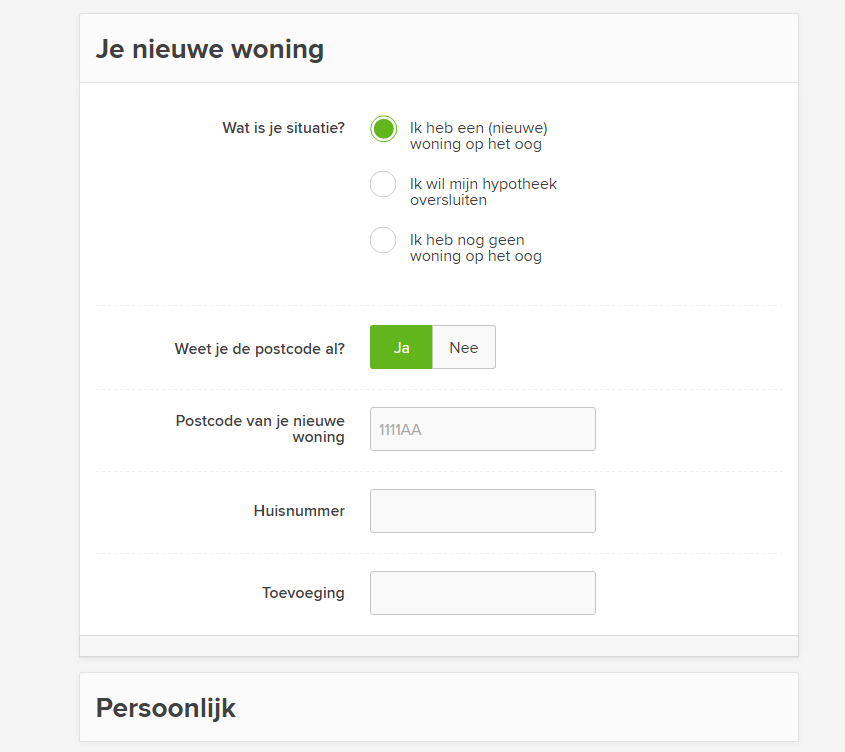 Je nieuwe woning
Wat is je situatie?
Ik heb een (nieuwe)
woning op het oog
Ik wil mijn hypotheek
oversluiten
Ik heb nog geen
woning op het oog
Weet je de postcode al?
Ja
Nee
Postcode van je nieuwe
woning
1111AA
Huisnummer
Toevoeging
Persoonlijk